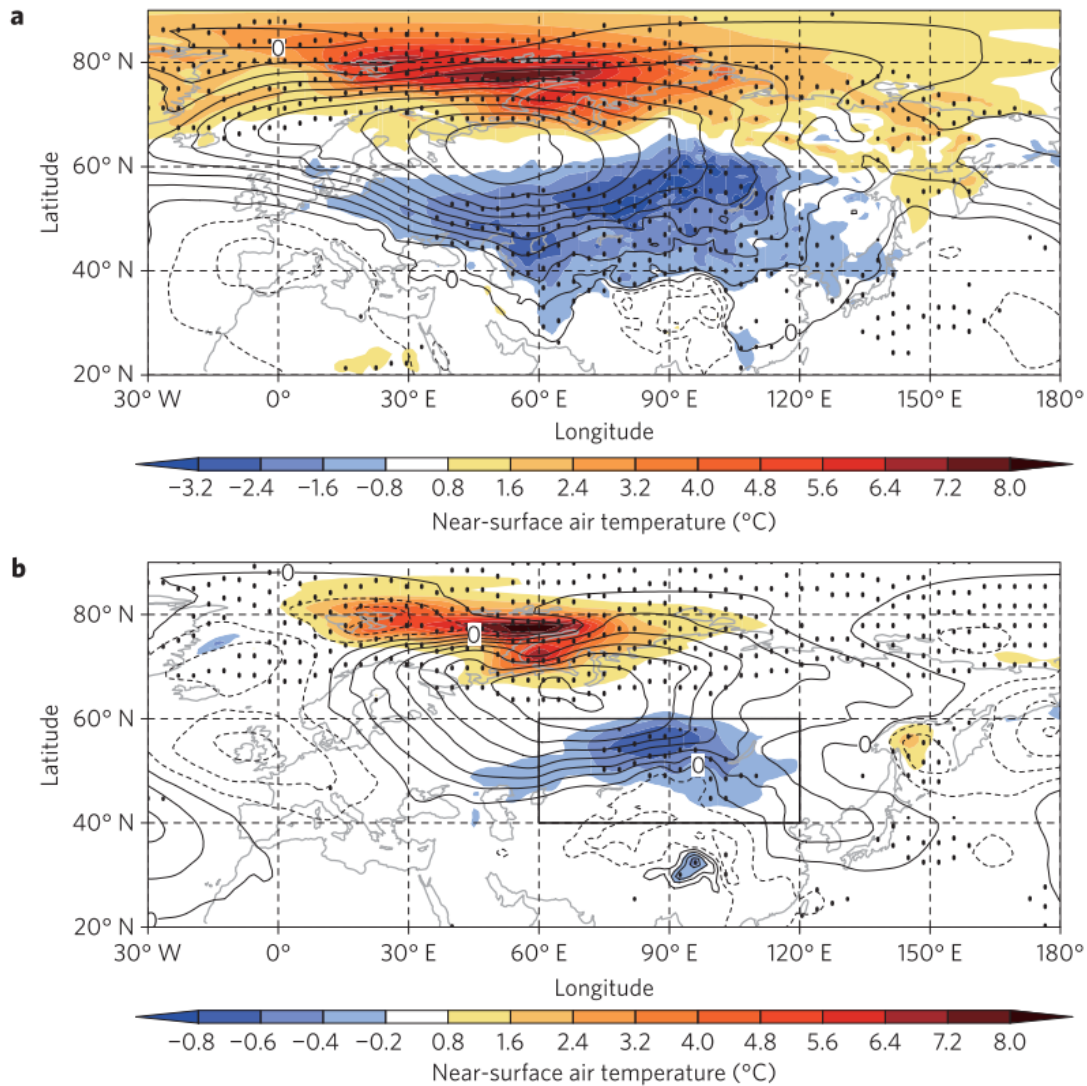 a
80° N
60° N
40° N
20° N
Latitude
0
0
0
30° W 0° 30° E 60° E 90° E 120° E 150° E 180°
Longitude
−3.2 −2.4 −1.6 −0.8 0.8 1.6 2.4 3.2 4.0 4.8 5.6 6.4 7.2 8.0
Near-surface air temperature (°C)
b
80° N
60° N
40° N
20° N
Latitude
0
0
0
0
0
30° W 0° 30° E 60° E 90° E 120° E 150° E 180°
Longitude
−0.8 −0.6 −0.4 −0.2 0.8 1.6 2.4 3.2 4.0 4.8 5.6 6.4 7.2 8.0
Near-surface air temperature (°C)